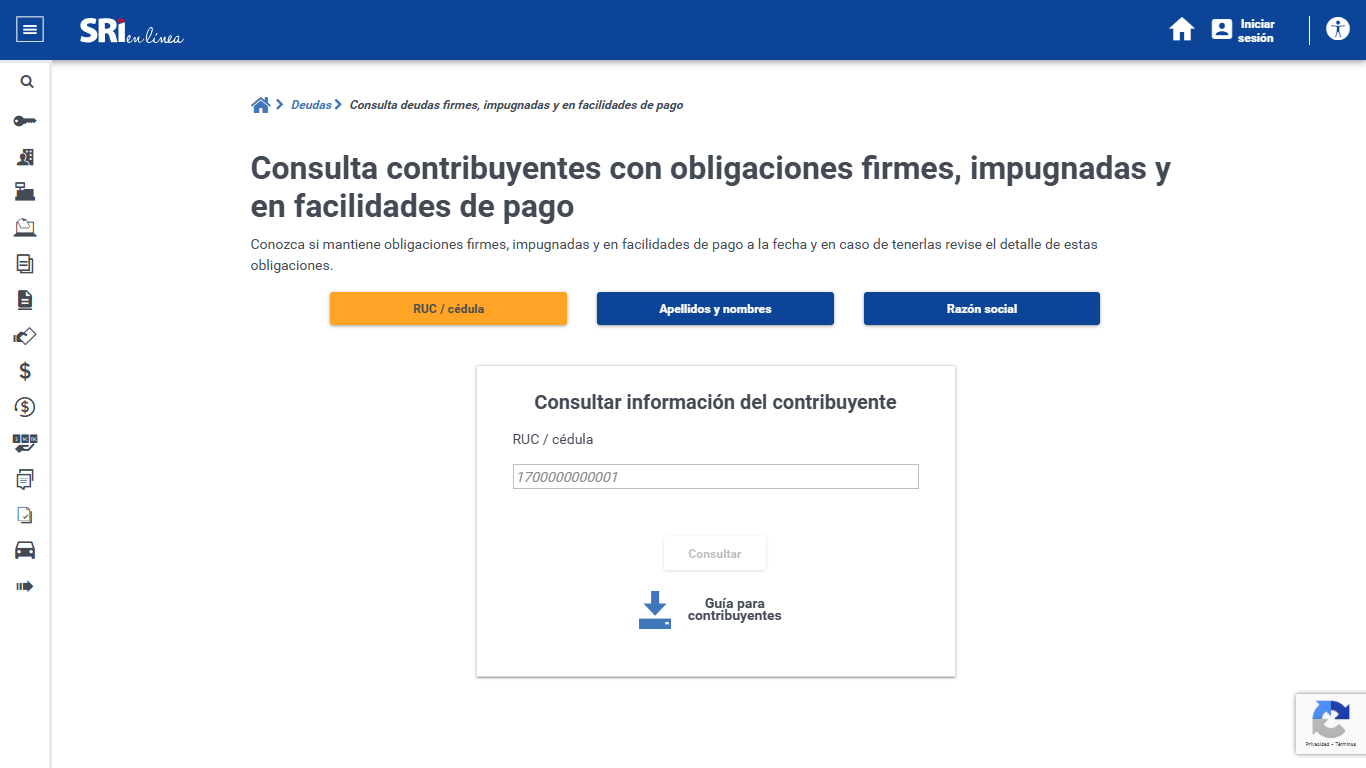 SRi en línea
Iniciar
sesión
Deudas
Consulta deudas firmes, impugnadas y en facilidades de pago
Consulta contribuyentes con obligaciones firmes, impugnadas y
en facilidades de pago
Conozca si mantiene obligaciones firmes, impugnadas y en facilidades de pago a la fecha y en caso de tenerlas revise el detalle de estas
obligaciones.
RUC / cédula
Apellidos y nombres
Razón social
Consultar información del contribuyente
RUC / cédula
1700000000001
Consultar
Guía para
contribuyentes
Privacidad - Términos